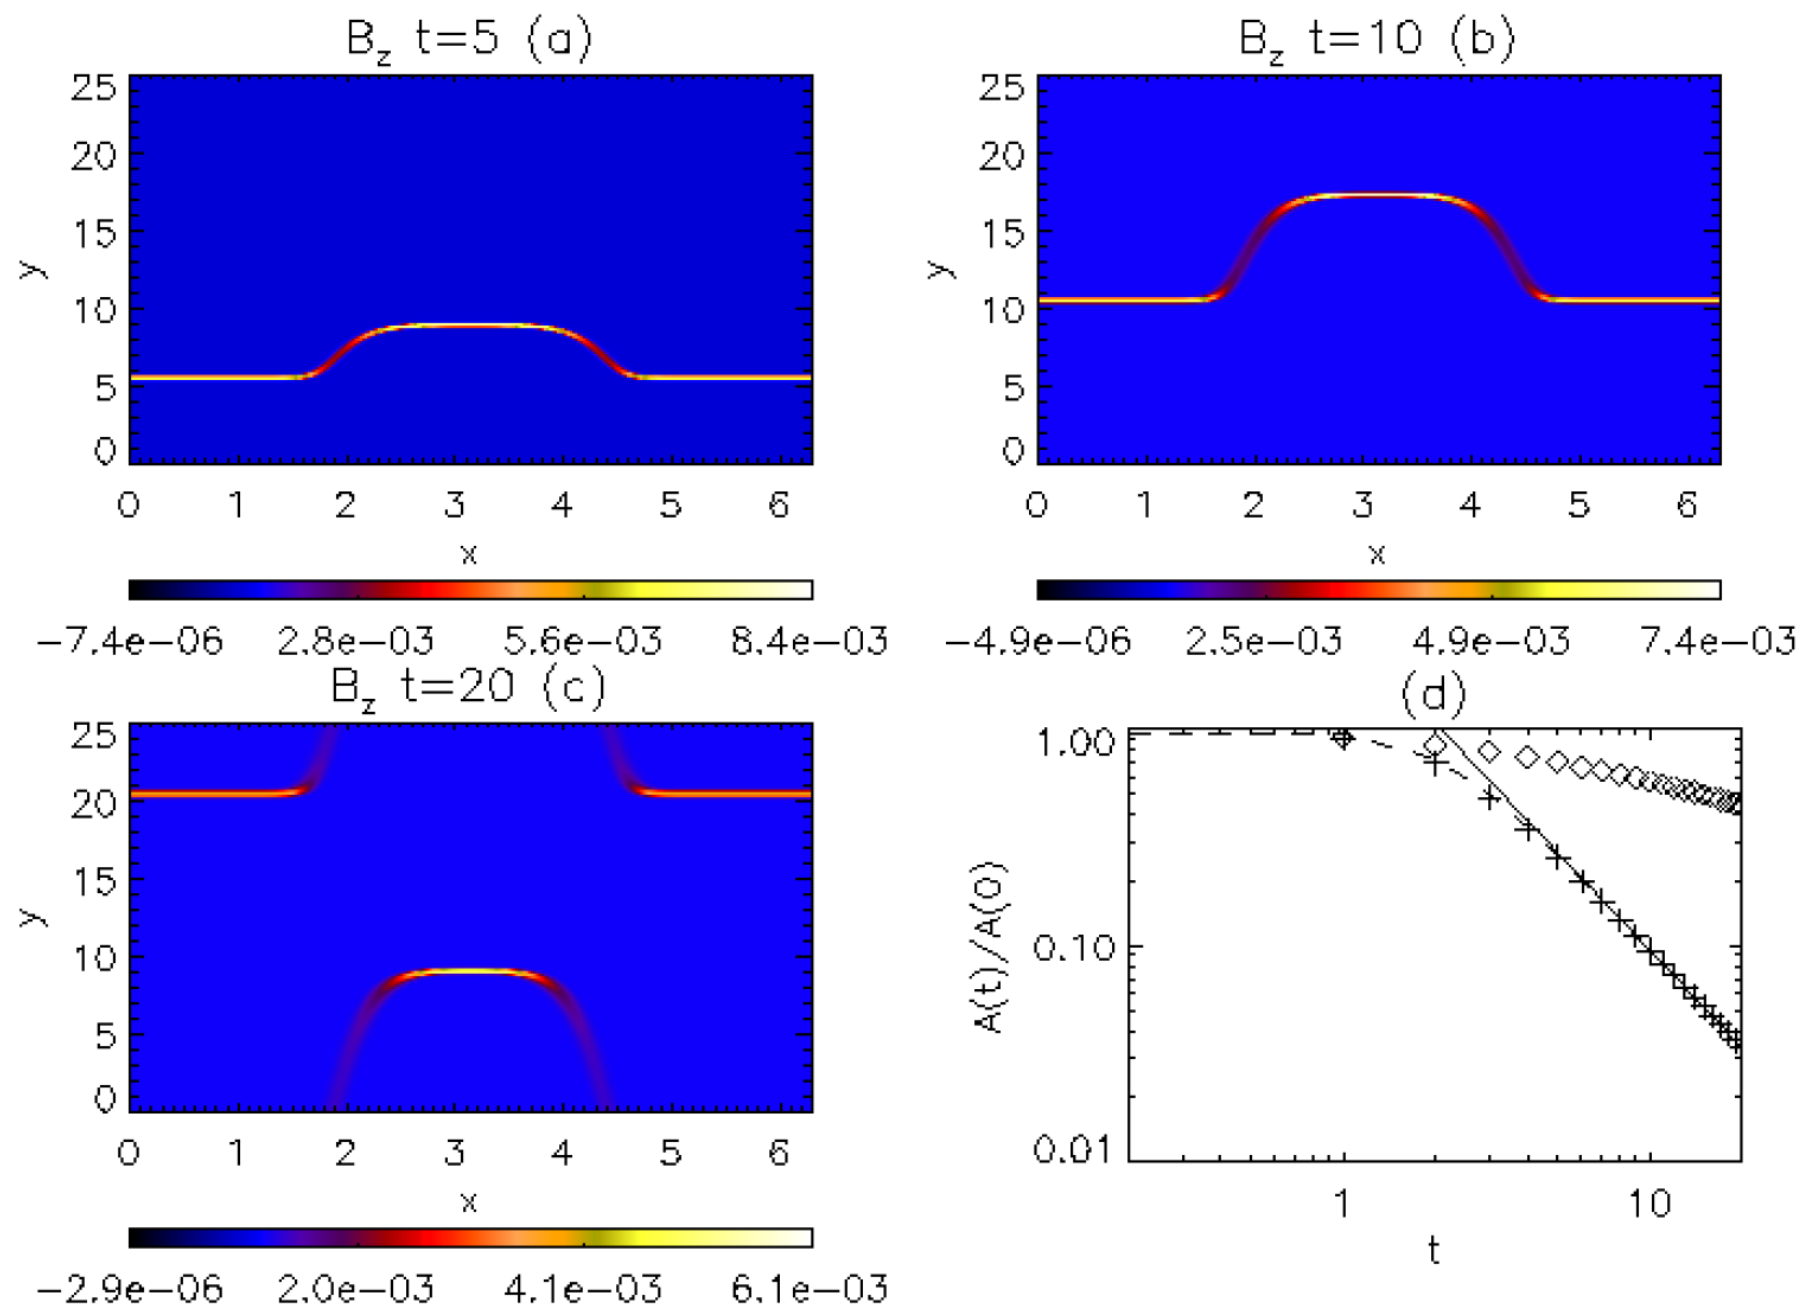 B_z t=5 (a)
25
20
15
10
5
0
y
0 1 2 3 4 5 6
x
-7.4e-06 2.8e-03 5.6e-03 8.4e-03
B_z t=10 (b)
25
20
15
10
5
0
y
0 1 2 3 4 5 6
x
-4.9e-06 2.5e-03 4.9e-03 7.4e-03
B_z t=20 (c)
25
20
15
10
5
0
y
0 1 2 3 4 5 6
x
-2.9e-06 2.0e-03 4.1e-03 6.1e-03
(d)
1.00
0.10
0.01
A(t)/A(0)
1 10
t